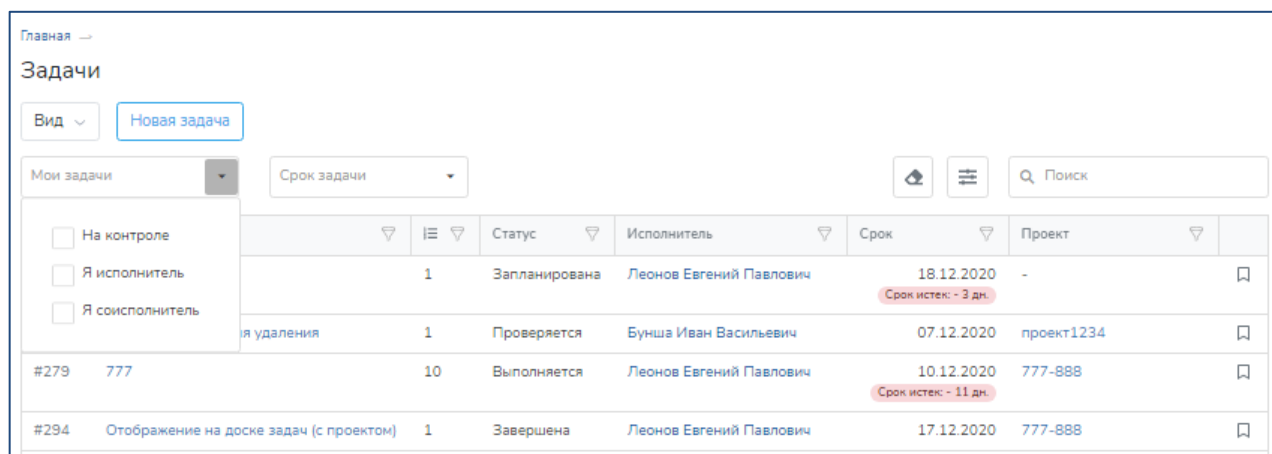 Главная
Задачи
Вид
Новая задача
Мои задачи
Срок задачи
Поиск
На контроле
Я исполнитель
Я соисполнитель
Статус Исполнитель Срок Проект
1 Запланирована Леонов Евгений Павлович 18.12.2020 -
Срок истек: - 3 дн.
удаления 1 Проверяется Бунша Иван Васильевич 07.12.2020 проект1234
#279 777 10 Выполняется Леонов Евгений Павлович 10.12.2020 777-888
Срок истек: - 11 дн.
#294 Отображение на доске задач (с проектом) 1 Завершена Леонов Евгений Павлович 17.12.2020 777-888